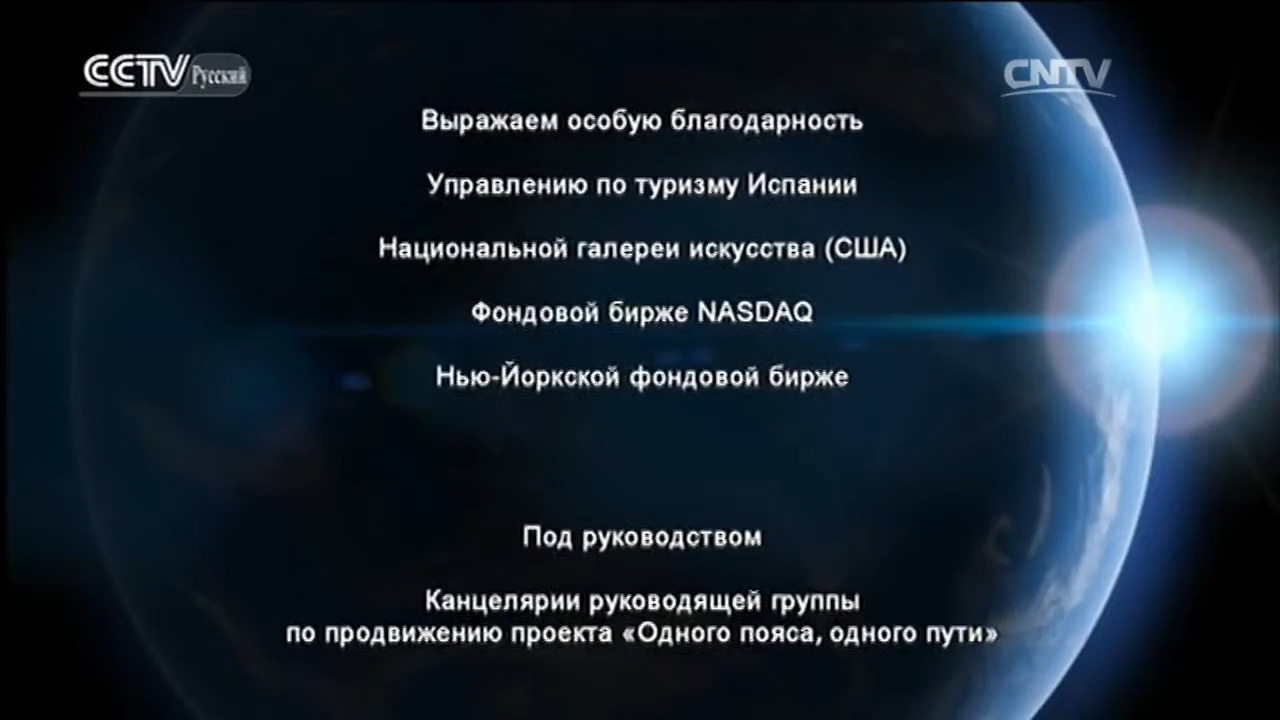 CCTV Русский
CNTV
Выражаем особую благодарность
Управлению по туризму Испании
Национальной галереи искусства (США)
Фондовой бирже NASDAQ
Нью-Йоркской фондовой бирже
Под руководством
Канцелярии руководящей группы
по продвижению проекта «Одного пояса, одного пути»